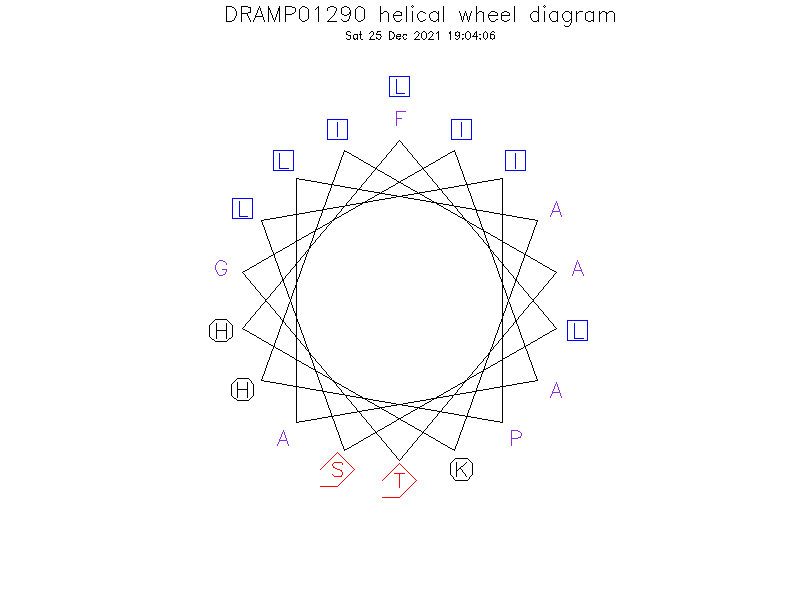 DRAMP01290 helical wheel diagram
Sat 25 Dec 2021 19:04:06
L
F
I I
L I
L A
G A
H L
H A
A P
S K
T